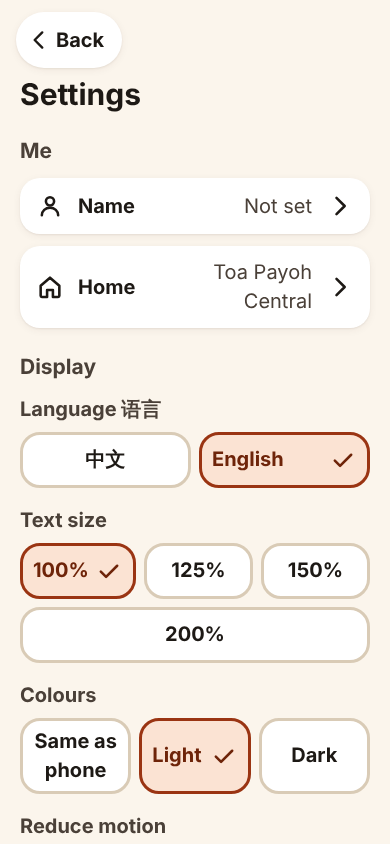 Back
Settings
Me
Name
Not set
Home
Toa Payoh
Central
Display
Language 语言
中文
English
Text size
100%
125%
150%
200%
Colours
Same as
phone
Light
Dark
Reduce motion